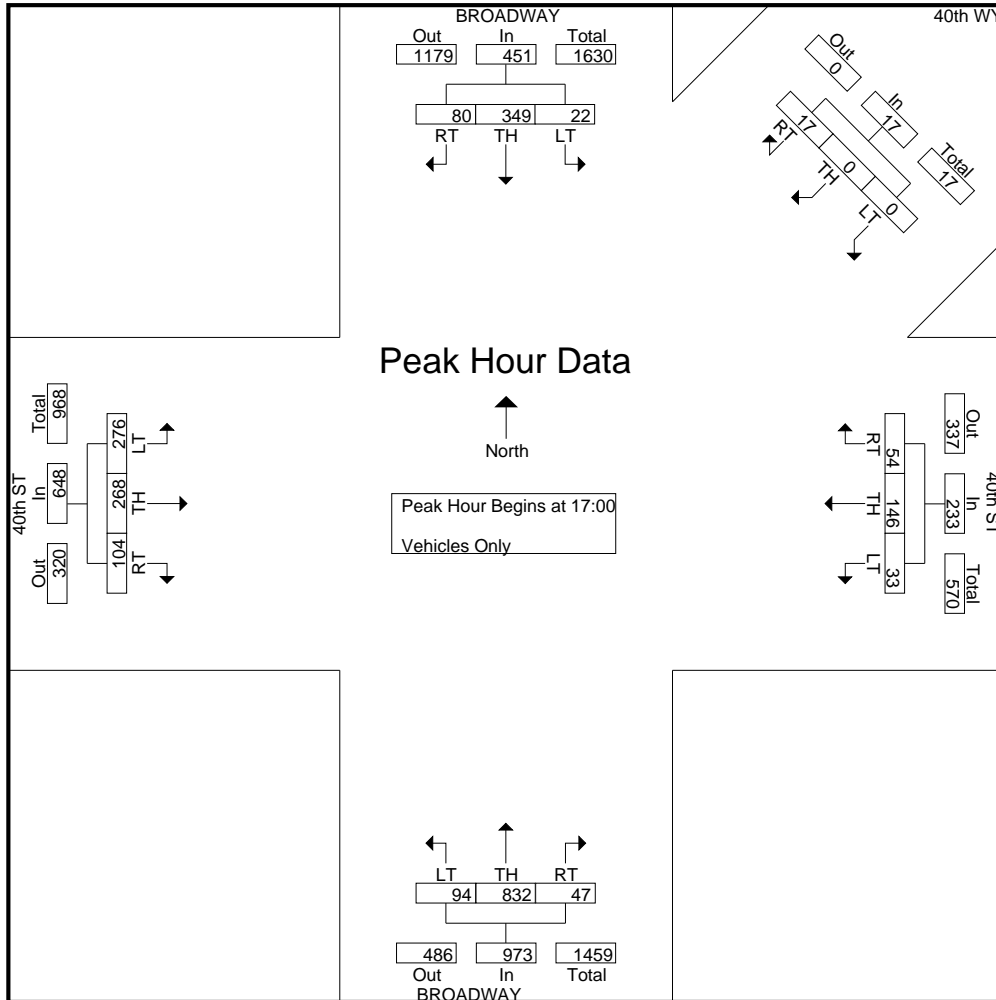 BROADWAY
Out In Total
1179 451 1630
80 349 22
RT TH LT
40th WY
Out
0
In
17
Total
17
RT TH LT
17 0 0
Peak Hour Data
North
Peak Hour Begins at 17:00
Vehicles Only
40th ST
Out In Total
320 648 968
104 268 276
RT TH LT
40th ST
Out In Total
337 233 570
54 146 33
RT TH LT
LT TH RT
94 832 47
486 973 1459
Out In Total
BROADWAY